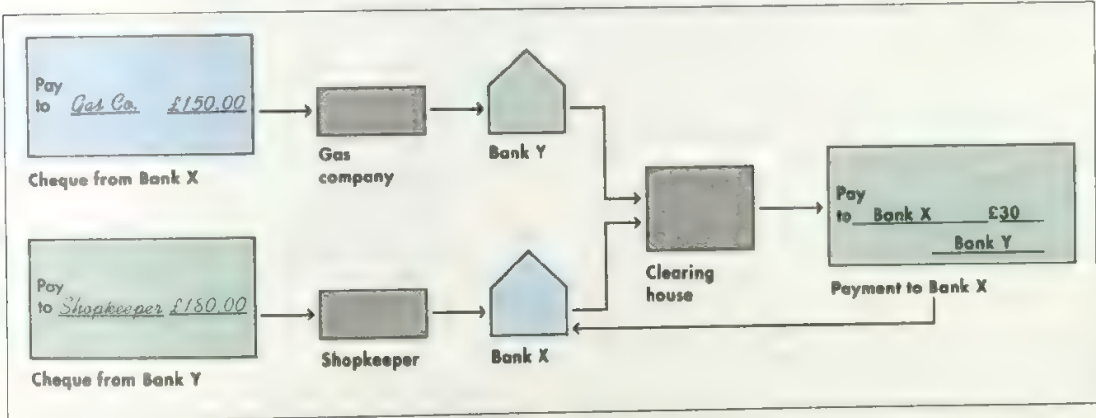 Pay
to Gas Co. £150.00
Cheque from Bank X
Gas
company
Bank Y
Pay
to Shopkeeper £180.00
Cheque from Bank Y
Shopkeeper
Bank X
Clearing
house
Pay
to Bank X £30
Bank Y
Payment to Bank X